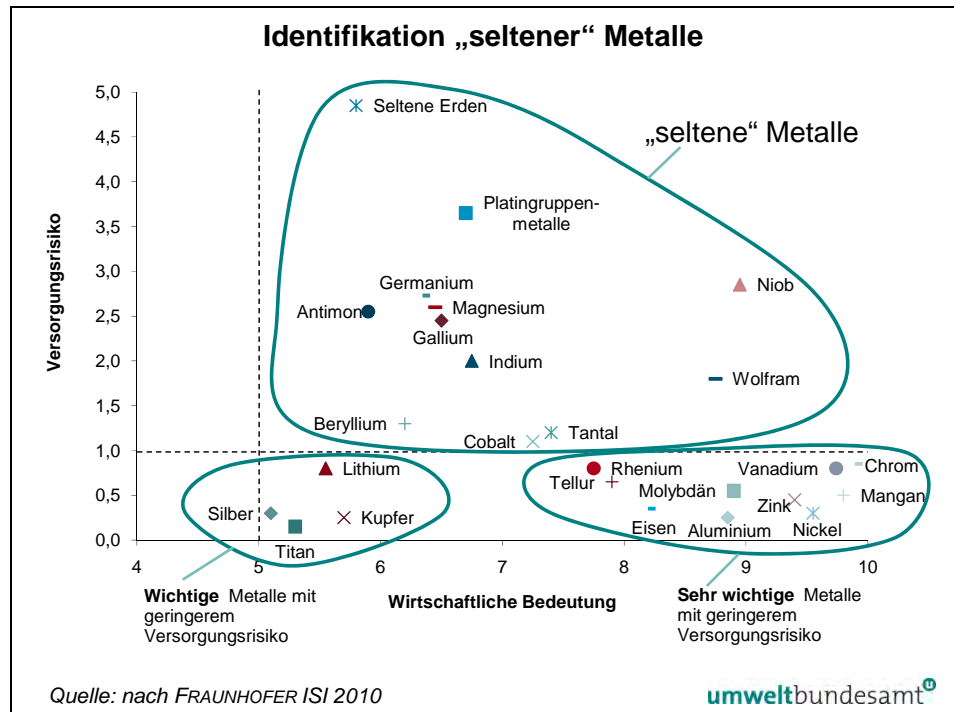 Identifikation „seltener“ Metalle
5,0
Seltene Erden
„seltene“ Metalle
4,5
4,0
Platingruppen-
metalle
3,5
3,0
Germanium
Niob
Antimon
Magnesium
2,5
Gallium
2,0
Indium
Wolfram
1,5
Beryllium
Cobalt
Tantal
1,0
Lithium
Rhenium
Vanadium
Chrom
Tellur
Molybdän
Mangan
0,5
Silber
Kupfer
Zink
Titan
Eisen
Aluminium
Nickel
0,0
Versorgungsrisiko
4
5
6
7
8
9
10
Wirtschaftliche Bedeutung
Wichtige Metalle mit
geringerem
Versorgungsrisiko
Sehr wichtige Metalle
mit geringerem
Versorgungsrisiko
Quelle: nach FRAUNHOFER ISI 2010
umweltbundesamt